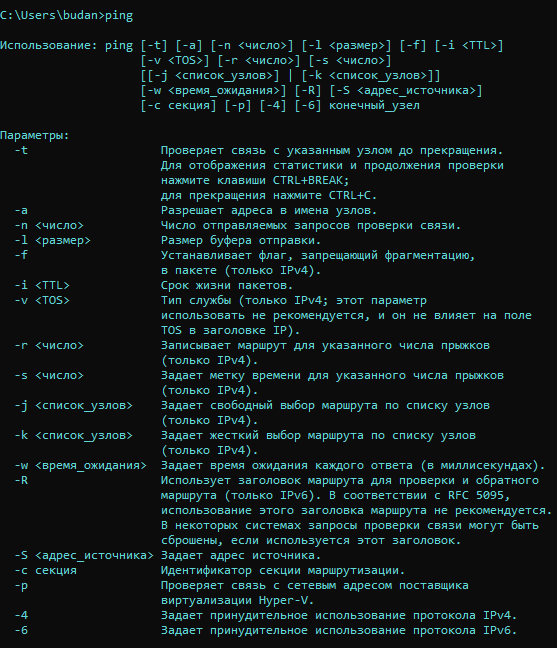 C:\Users\budan>ping
Использование: ping [-t] [-a] [-n <число>] [-l <размер>] [-f] [-i <TTL>]
[-v <TOS>] [-r <число>] [-s <число>]
[[-j <список_узлов>] | [-k <список_узлов>]]
[-w <время_ожидания>] [-R] [-S <адрес_источника>]
[-c секция] [-p] [-4] [-6] конечный_узел
Параметры:
-t Проверяет связь с указанным узлом до прекращения.
Для отображения статистики и продолжения проверки
нажмите клавиши CTRL+BREAK;
для прекращения нажмите CTRL+C.
-a Разрешает адреса в имена узлов.
-n <число> Число отправляемых запросов проверки связи.
-l <размер> Размер буфера отправки.
-f Устанавливает флаг, запрещающий фрагментацию,
в пакете (только IPv4).
-i <TTL> Срок жизни пакетов.
-v <TOS> Тип службы (только IPv4; этот параметр
использовать не рекомендуется, и он не влияет на поле
TOS в заголовке IP).
-r <число> Записывает маршрут для указанного числа прыжков
(только IPv4).
-s <число> Задает метку времени для указанного числа прыжков
(только IPv4).
-j <список_узлов> Задает свободный выбор маршрута по списку узлов
(только IPv4).
-k <список_узлов> Задает жесткий выбор маршрута по списку узлов
(только IPv4).
-w <время_ожидания> Задает время ожидания каждого ответа (в миллисекундах).
-R Использует заголовок маршрута для проверки и обратного
маршрута (только IPv6). В соответствии с RFC 5095,
использование этого заголовка маршрута не рекомендуется.
В некоторых системах запросы проверки связи могут быть
сброшены, если используется этот заголовок.
-S <адрес_источника> Задает адрес источника.
-c секция Идентификатор секции маршрутизации.
-p Проверяет связь с сетевым адресом поставщика
виртуализации Hyper-V.
-4 Задает принудительное использование протокола IPv4.
-6 Задает принудительное использование протокола IPv6.